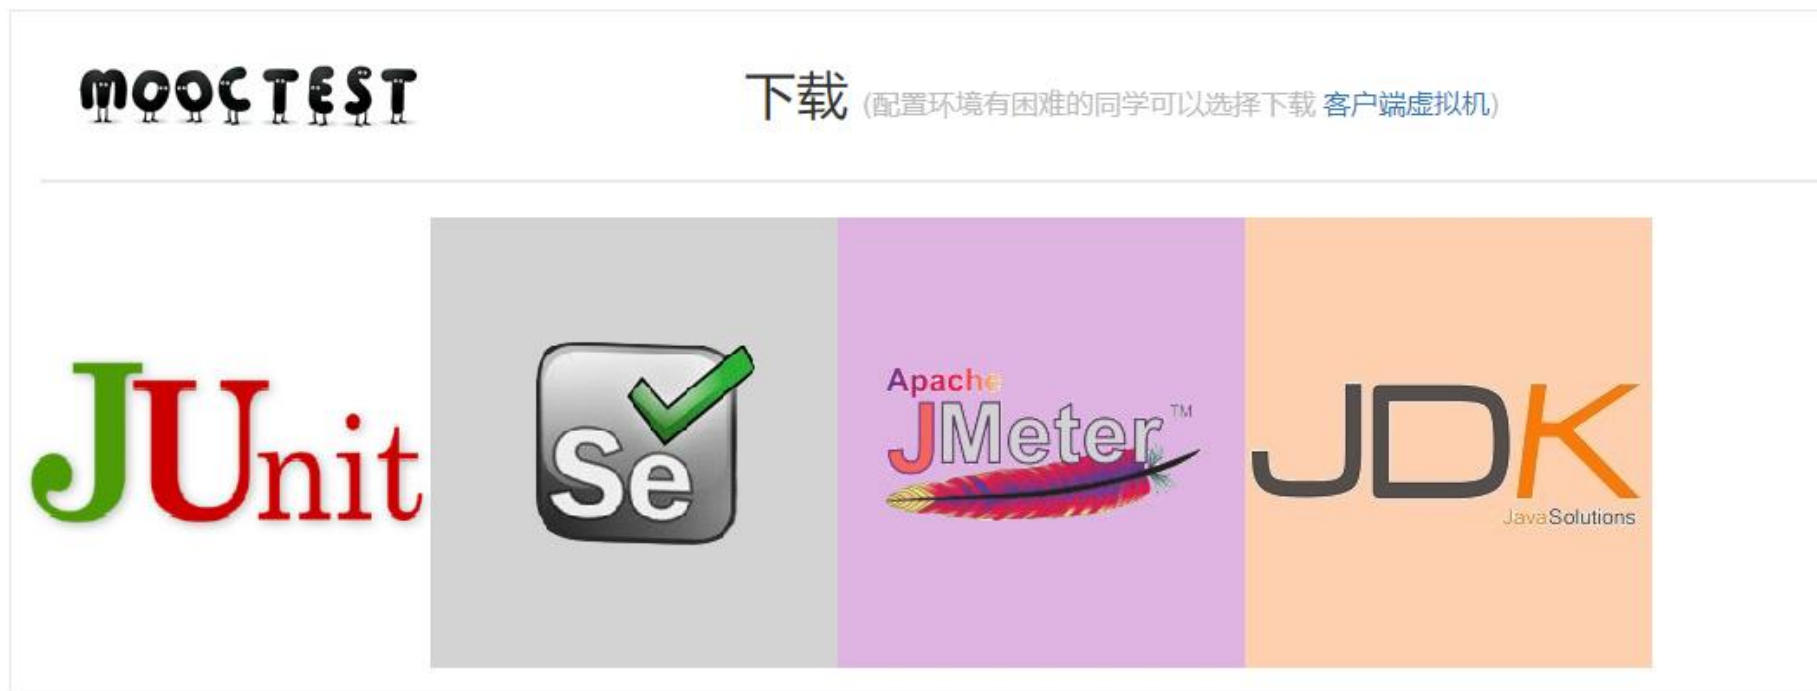 MOOCTEST
下载 (配置环境有困难的同学可以选择下载 客户端虚拟机)
JUnit
Se
Apache
JMeter™
JDK
JavaSolutions